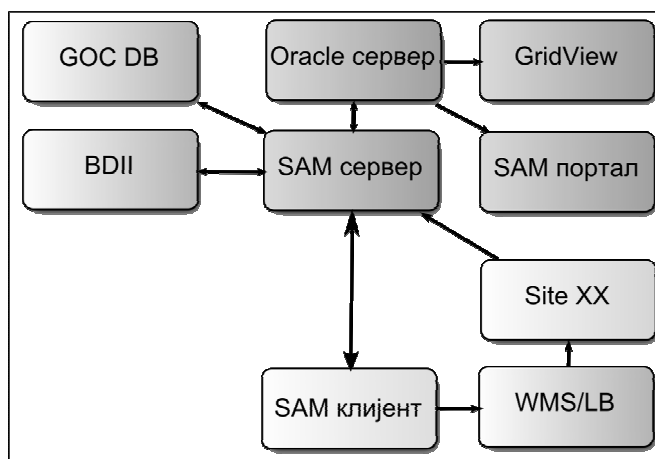 GOC DB
Oracle сервер
GridView
BDII
SAM сервер
SAM портал
Site XX
SAM клијент
WMS/LB